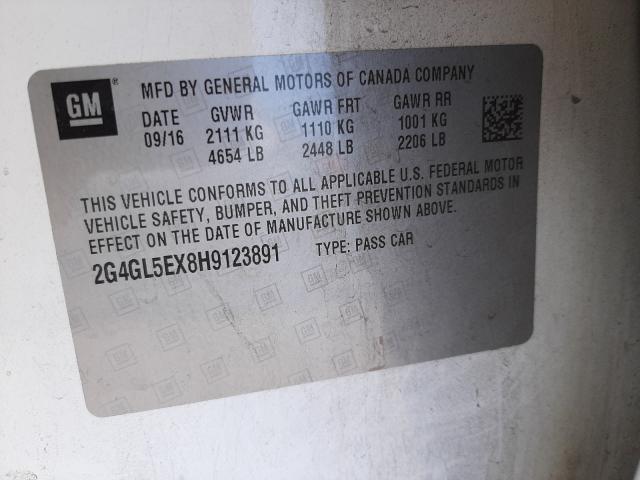 GM®
MFD BY GENERAL MOTORS OF CANADA COMPANY
DATE GVWR GAWR FRT GAWR RR
09/16 2111 KG 1110 KG 1001 KG
4654 LB 2448 LB 2206 LB
THIS VEHICLE CONFORMS TO ALL APPLICABLE U.S. FEDERAL MOTOR
VEHICLE SAFETY, BUMPER, AND THEFT PREVENTION STANDARDS IN
EFFECT ON THE DATE OF MANUFACTURE SHOWN ABOVE.
2G4GL5EX8H9123891 TYPE: PASS CAR